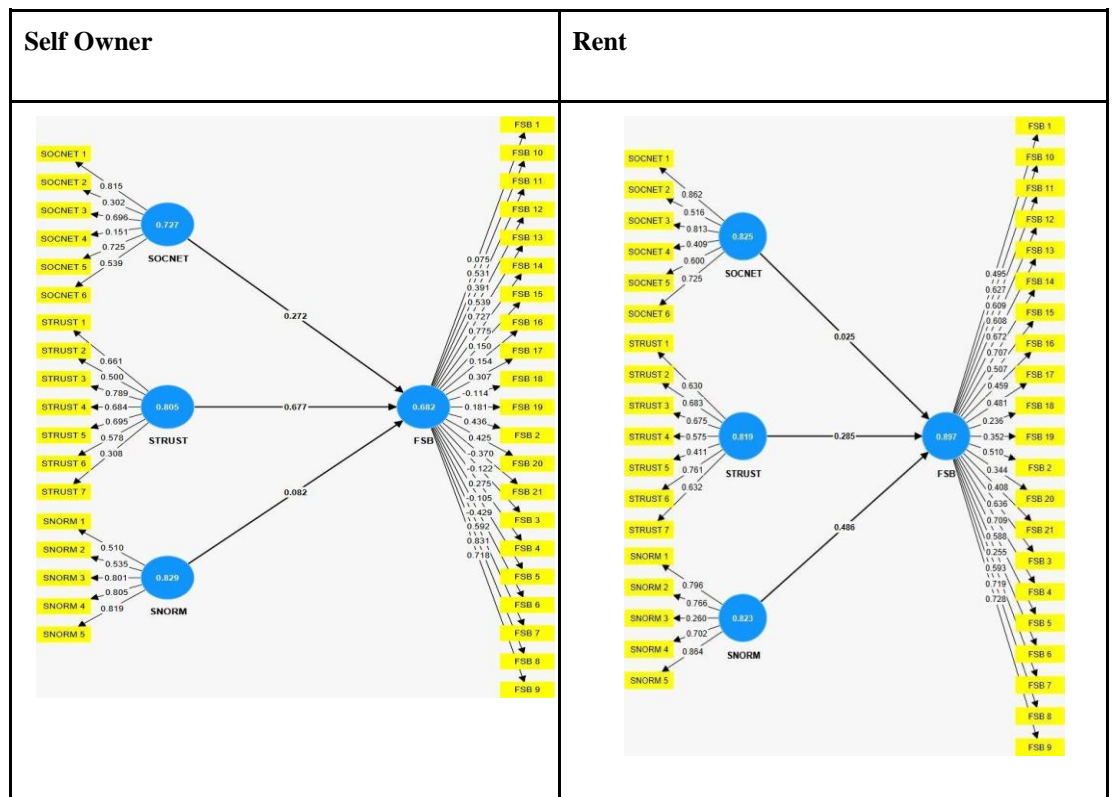 Self Owner
Rent
SOCNET 1
SOCNET 2
SOCNET 3
SOCNET 4
SOCNET 5
SOCNET 6
0.815
0.302
0.696
0.151
0.725
0.539
0.727
SOCNET
STRUST 1
STRUST 2
STRUST 3
STRUST 4
STRUST 5
STRUST 6
STRUST 7
0.661
0.500
0.789
0.684
0.695
0.578
0.308
0.805
STRUST
SNORM 1
SNORM 2
SNORM 3
SNORM 4
SNORM 5
0.510
0.535
0.801
0.805
0.819
0.829
SNORM
0.272
0.677
0.082
0.682
FSB
0.075
0.531
0.391
0.539
0.727
0.775
0.150
0.154
0.307
-0.114
0.181
0.436
0.425
-0.370
-0.122
0.275
-0.105
-0.429
0.592
0.831
0.718
FSB 1
FSB 10
FSB 11
FSB 12
FSB 13
FSB 14
FSB 15
FSB 16
FSB 17
FSB 18
FSB 19
FSB 2
FSB 20
FSB 21
FSB 3
FSB 4
FSB 5
FSB 6
FSB 7
FSB 8
FSB 9
SOCNET 1
SOCNET 2
SOCNET 3
SOCNET 4
SOCNET 5
SOCNET 6
0.862
0.516
0.813
0.409
0.600
0.725
0.825
SOCNET
STRUST 1
STRUST 2
STRUST 3
STRUST 4
STRUST 5
STRUST 6
STRUST 7
0.630
0.683
0.675
0.575
0.411
0.761
0.632
0.819
STRUST
SNORM 1
SNORM 2
SNORM 3
SNORM 4
SNORM 5
0.796
0.766
0.260
0.702
0.864
0.823
SNORM
0.025
0.285
0.486
0.897
FSB
0.495
0.627
0.609
0.608
0.672
0.707
0.507
0.459
0.481
0.236
0.352
0.510
0.344
0.408
0.636
0.709
0.588
0.255
0.593
0.719
0.728
FSB 1
FSB 10
FSB 11
FSB 12
FSB 13
FSB 14
FSB 15
FSB 16
FSB 17
FSB 18
FSB 19
FSB 2
FSB 20
FSB 21
FSB 3
FSB 4
FSB 5
FSB 6
FSB 7
FSB 8
FSB 9